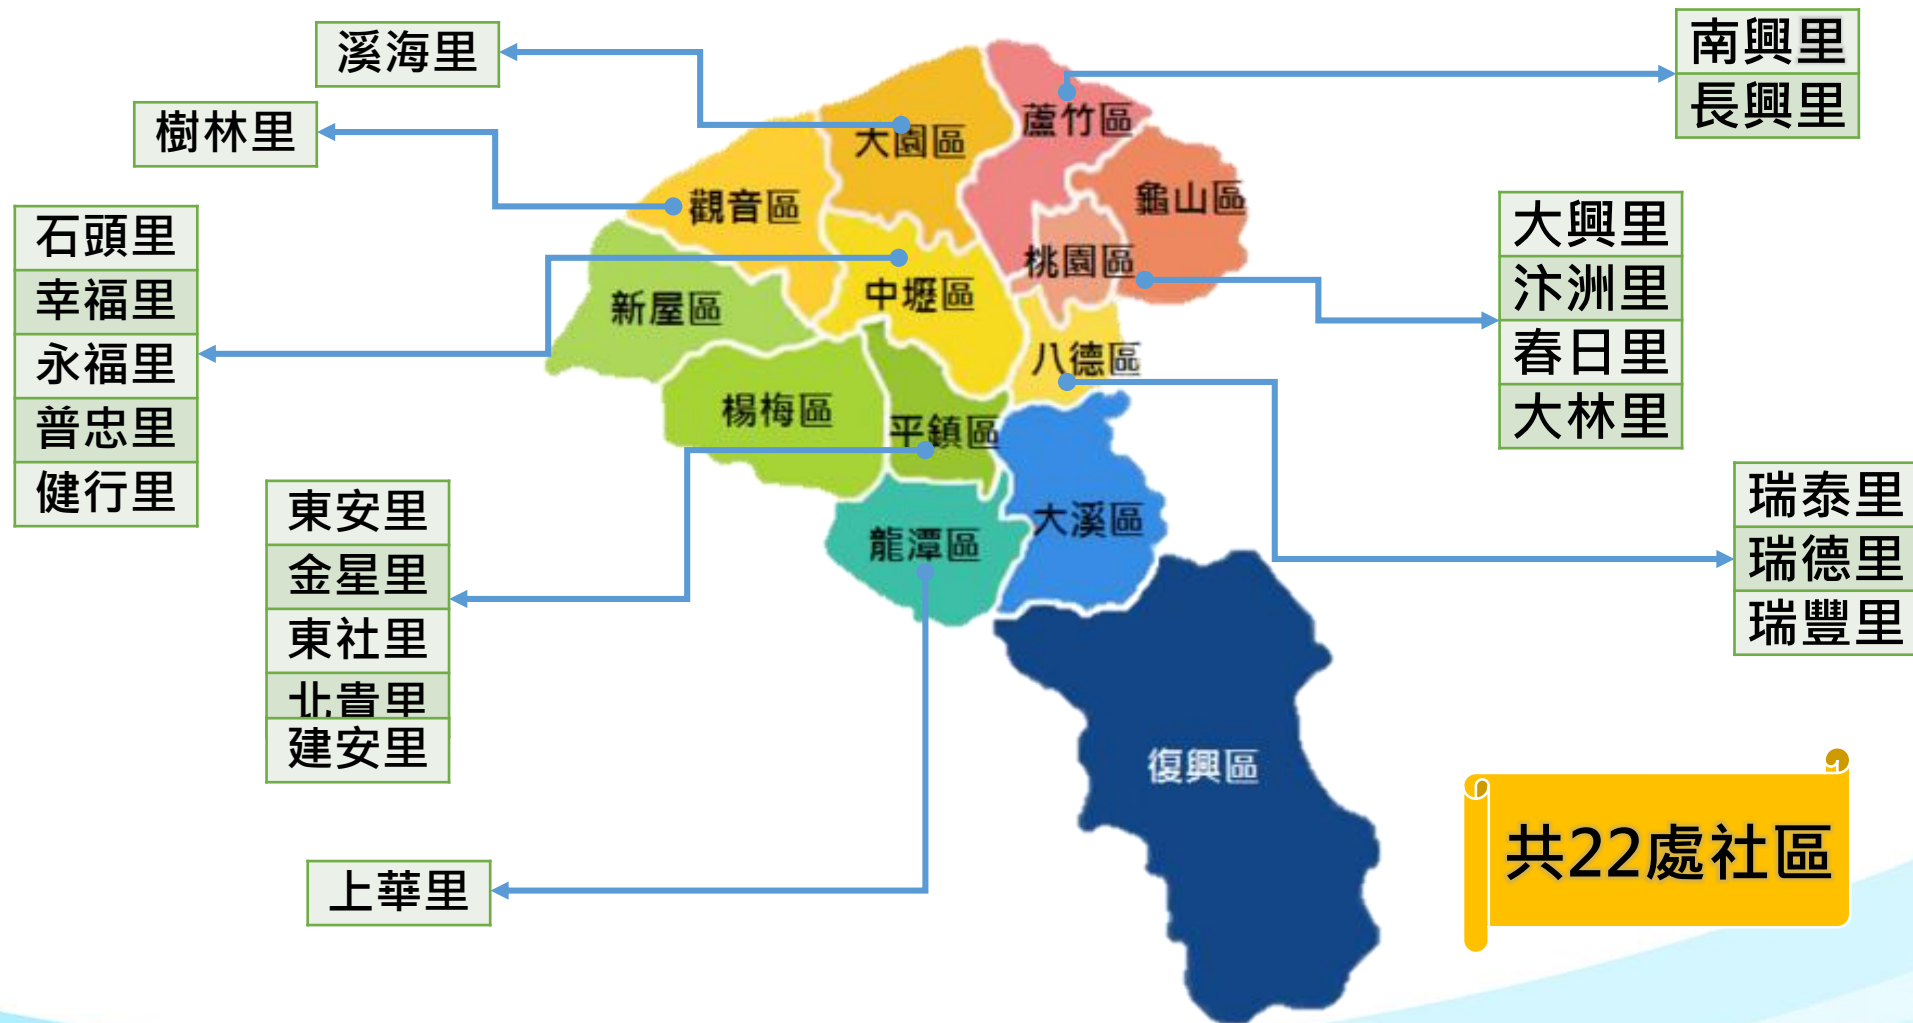 溪海里
樹林里
石頭里
幸福里
永福里
普忠里
健行里
東安里
金星里
東社里
北貴里
建安里
上華里
大園區
蘆竹區
觀音區
龜山區
桃園區
中壢區
新屋區
八德區
楊梅區
平鎮區
大溪區
龍潭區
復興區
南興里
長興里
大興里
汴洲里
春日里
大林里
瑞泰里
瑞德里
瑞豐里
共22處社區